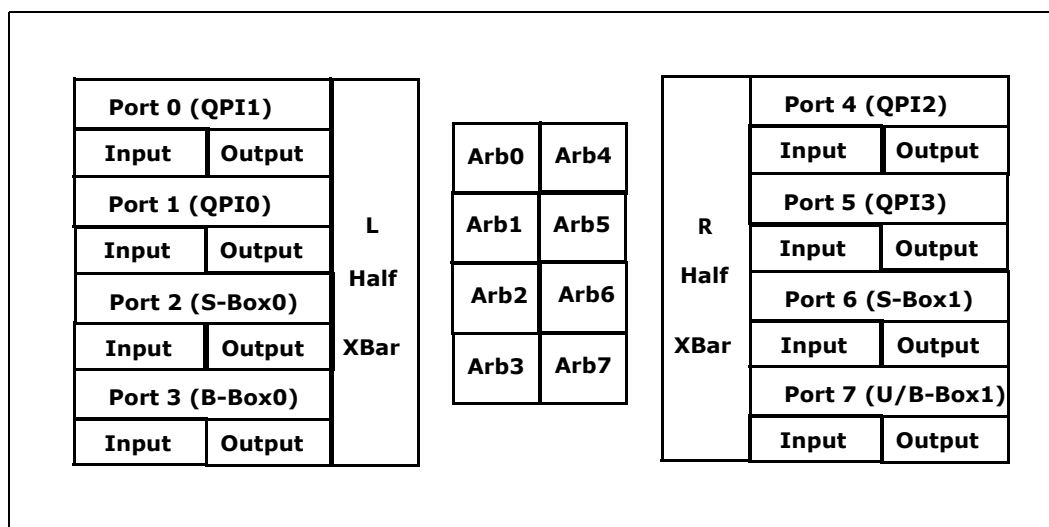 Port 0 (QPI1)
Input Output
Port 1 (QPI0)
Input Output
Port 2 (S-Box0)
Input Output
Port 3 (B-Box0)
Input Output
L
Half
XBar
Arb0 Arb4
Arb1 Arb5
Arb2 Arb6
Arb3 Arb7
R
Half
XBar
Port 4 (QPI2)
Input Output
Port 5 (QPI3)
Input Output
Port 6 (S-Box1)
Input Output
Port 7 (U/B-Box1)
Input Output